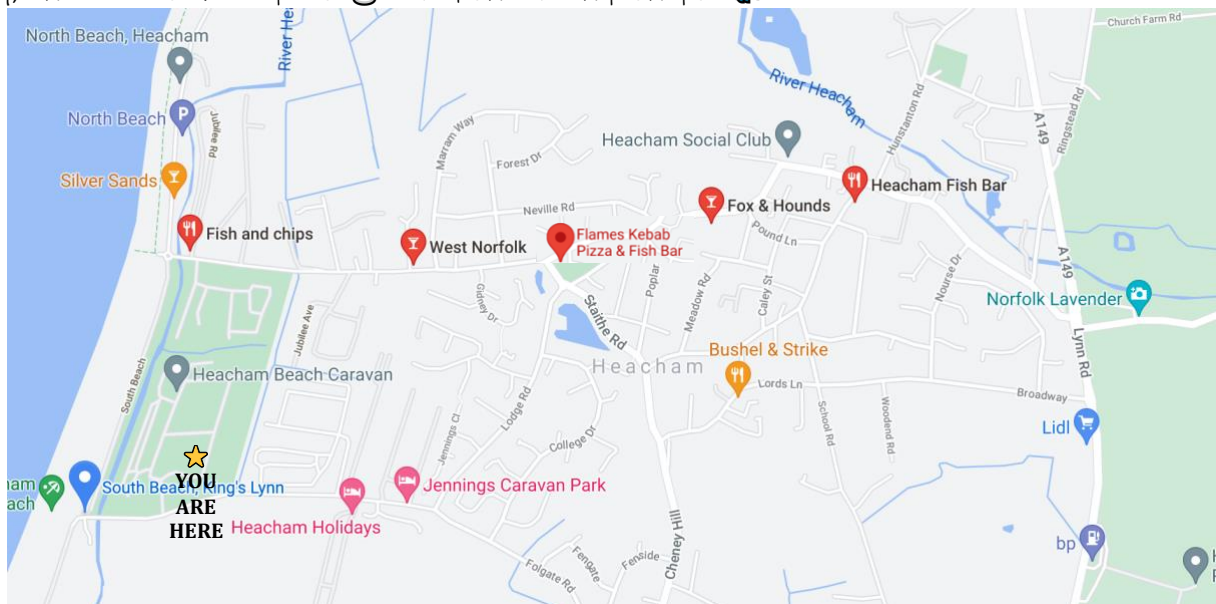 Church Farm Rd
North Beach, Heacham
River Hea
River Heacham
Hunstanton Rd
A149
Ringstead Rd
North Beach
P
Jubilee Rd
Marram Way
Forest Dr
Heacham Social Club
Silver Sands
Heacham Fish Bar
Neville Rd
Fox & Hounds
Fish and chips
West Norfolk
Flames Kebab
Pizza & Fish Bar
Pound Ln
A149
Nourse Dr
Poplar
Meadow Rd
Caley St
Gidney Dr
Staithe Rd
Norfolk Lavender
Jubilee Ave
Lynn Rd
Bushel & Strike
Heacham
South Beach
Heacham Beach Caravan
Lords Ln
Broadway
Lodge Rd
Jennings Cl
College Dr
School Rd
Woodend Rd
Lidl
ham
ach
South Beach, King's Lynn
YOU
ARE
HERE
Jennings Caravan Park
Heacham Holidays
Cheney Hill
bp
Fengate
Fenside
Folgate Rd